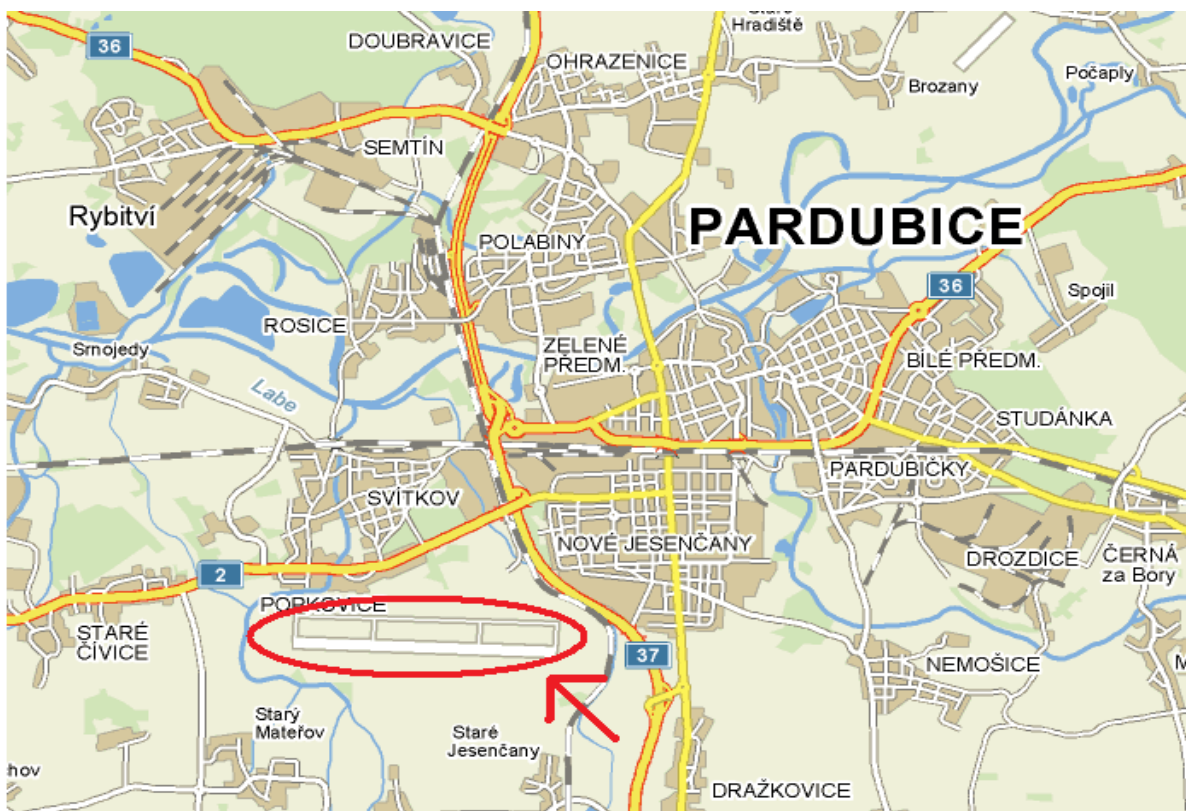 Staré
Hradiště
36
DOUBRAVICE
OHRAZENICE
Počaply
Brozany
SEMTÍN
Rybitví
PARDUBICE
POLABINY
36
Spojil
ROSICE
Srnojedy
ZELENÉ
PŘEDM.
BÍLÉ PŘEDM.
Labe
STUDÁNKA
PARDUBIČKY
SVÍTKOV
NOVÉ JESENČANY
DROZDICE
ČERNÁ
za Bory
2
POPKOVICE
STARÉ
ČÍVICE
37
NEMOŠICE
Starý
Mateřov
Staré
Jesenčany
chov
DRAŽKOVICE